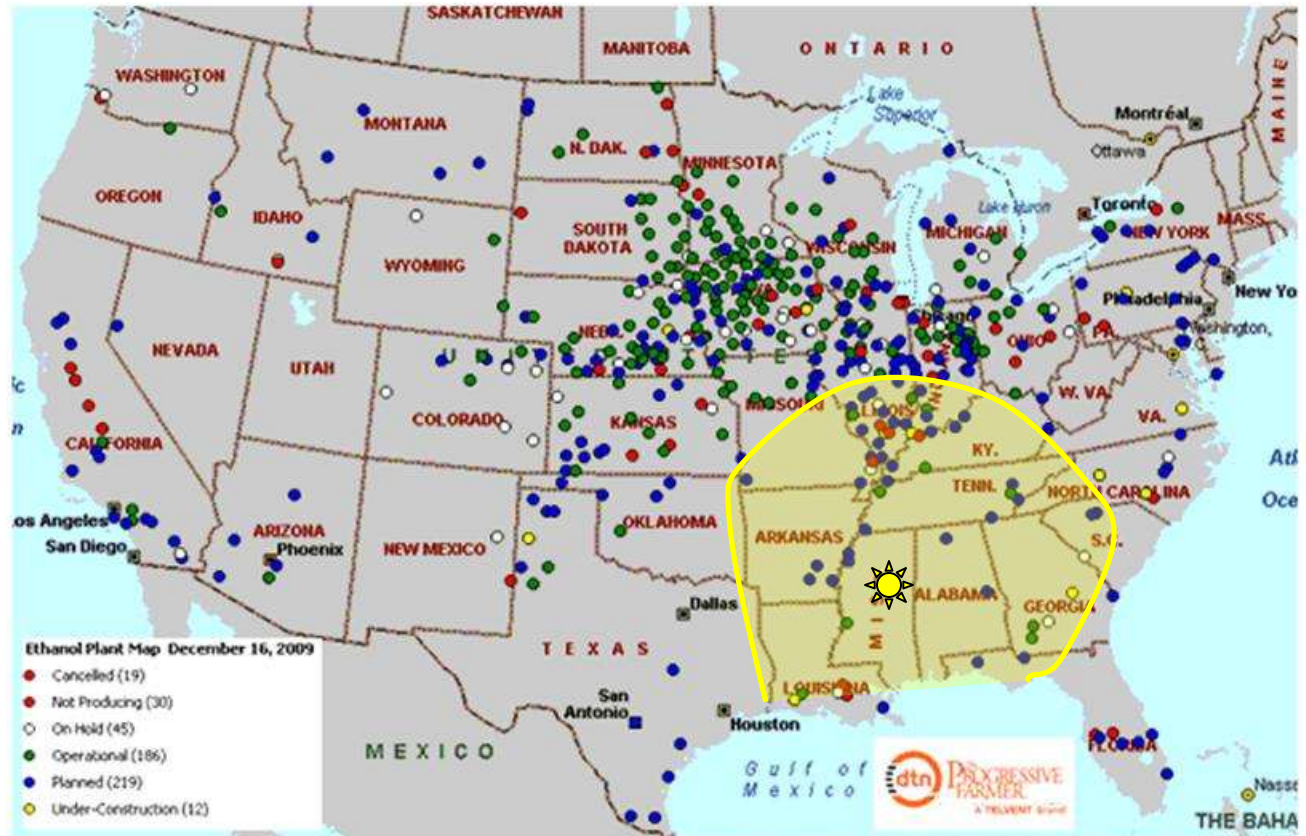 SASKATCHEWAN
MANITOBA
ONTARIO
WASHINGTON
MONTANA
N. DAK.
MINNESOTA
Lake Superior
Montréal
Ottawa
MAINE
OREGON
IDAHO
SOUTH DAKOTA
WISCONSIN
MICHIGAN
Lake Huron
Toronto
NEW YORK
MASS.
WYOMING
NEB
Chicago
Philadelphia
New Yo
Washington,
NEVADA
UTAH
COLORADO
KANSAS
MISSOURI
ILLINOIS
OHIO
PA.
W. VA.
VA.
CALIFORNIA
KY.
TENN.
NORTH CAROLINA
Atl
Oce
Los Angeles
San Diego
ARIZONA
Phoenix
NEW MEXICO
OKLAHOMA
ARKANSAS
S.C.
Dallas
MI
ALABAMA
GEORGIA
TEXAS
San Antonio
Houston
LOUISIANA
FLORIDA
MEXICO
Gulf of Mexico
Nass
THE BAHA
Ethanol Plant Map December 16, 2009
Cancelled (19)
Not Producing (30)
On Hold (45)
Operational (186)
Planned (219)
Under-Construction (12)
dtn
The PROGRESSIVE FARMER
A TELVENT Brand